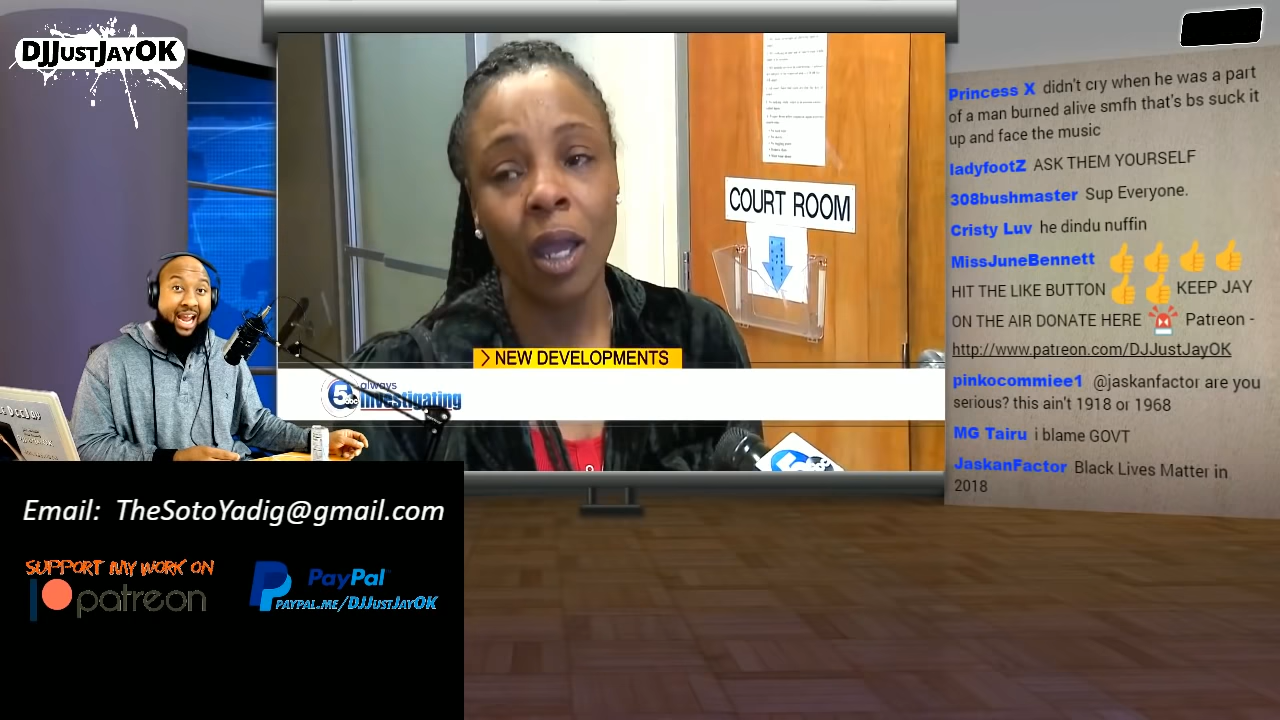 DJJustJayOK
COURT ROOM
NEW DEVELOPMENTS
5
abc
always
investigating
Princess X didn't cry when he was a part
of a man burned alive smfh that's bs suck it
up and face the music
ladyfootZ ASK THEM YOURSELF
308bushmaster Sup Everyone.
Cristy Luv he dindu nuffin
MissJuneBennett 👍 👍 👍 👍
HIT THE LIKE BUTTON 👍 👍 KEEP JAY
ON THE AIR DONATE HERE 🚨 Patreon -
http://www.patreon.com/DJJustJayOK
pinkocommiee1 @jaskanfactor are you
serious? this ain't 1918 or 1968
MG Tairu i blame GOVT
JaskanFactor Black Lives Matter in
2018
Email: TheSotoYadig@gmail.com
SUPPORT MY WORK ON
patreon
PayPal
PAYPAL.ME/DJJUSTJAYOK